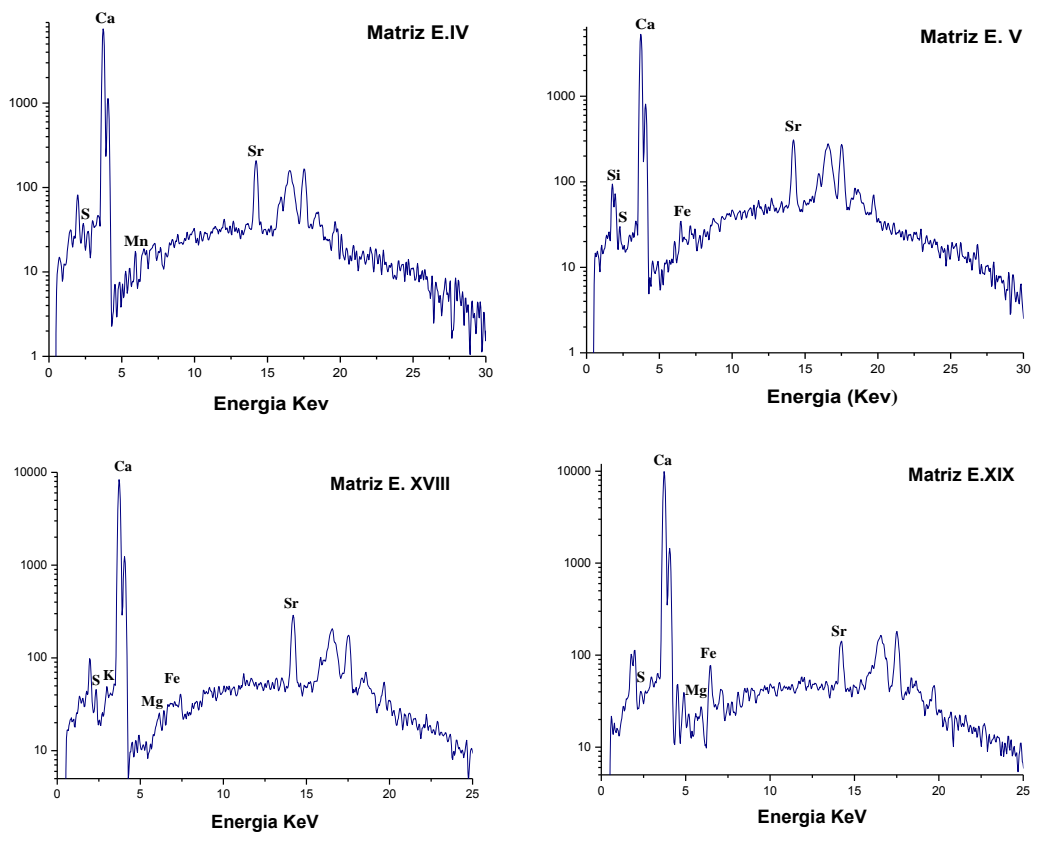 Ca
Matriz E.IV
1000
Sr
100
S
Mn
10
1
0 5 10 15 20 25 30
Energia Kev
Ca
Matriz E. V
1000
Sr
Si
100
S
Fe
10
1
0 5 10 15 20 25 30
Energia (Kev)
Ca
10000
Matriz E. XVIII
1000
Sr
100
S K
Fe
Mg
10
0 5 10 15 20 25
Energia KeV
Ca
10000
Matriz E.XIX
1000
Sr
Fe
100
S
Mg
10
0 5 10 15 20 25
Energia KeV